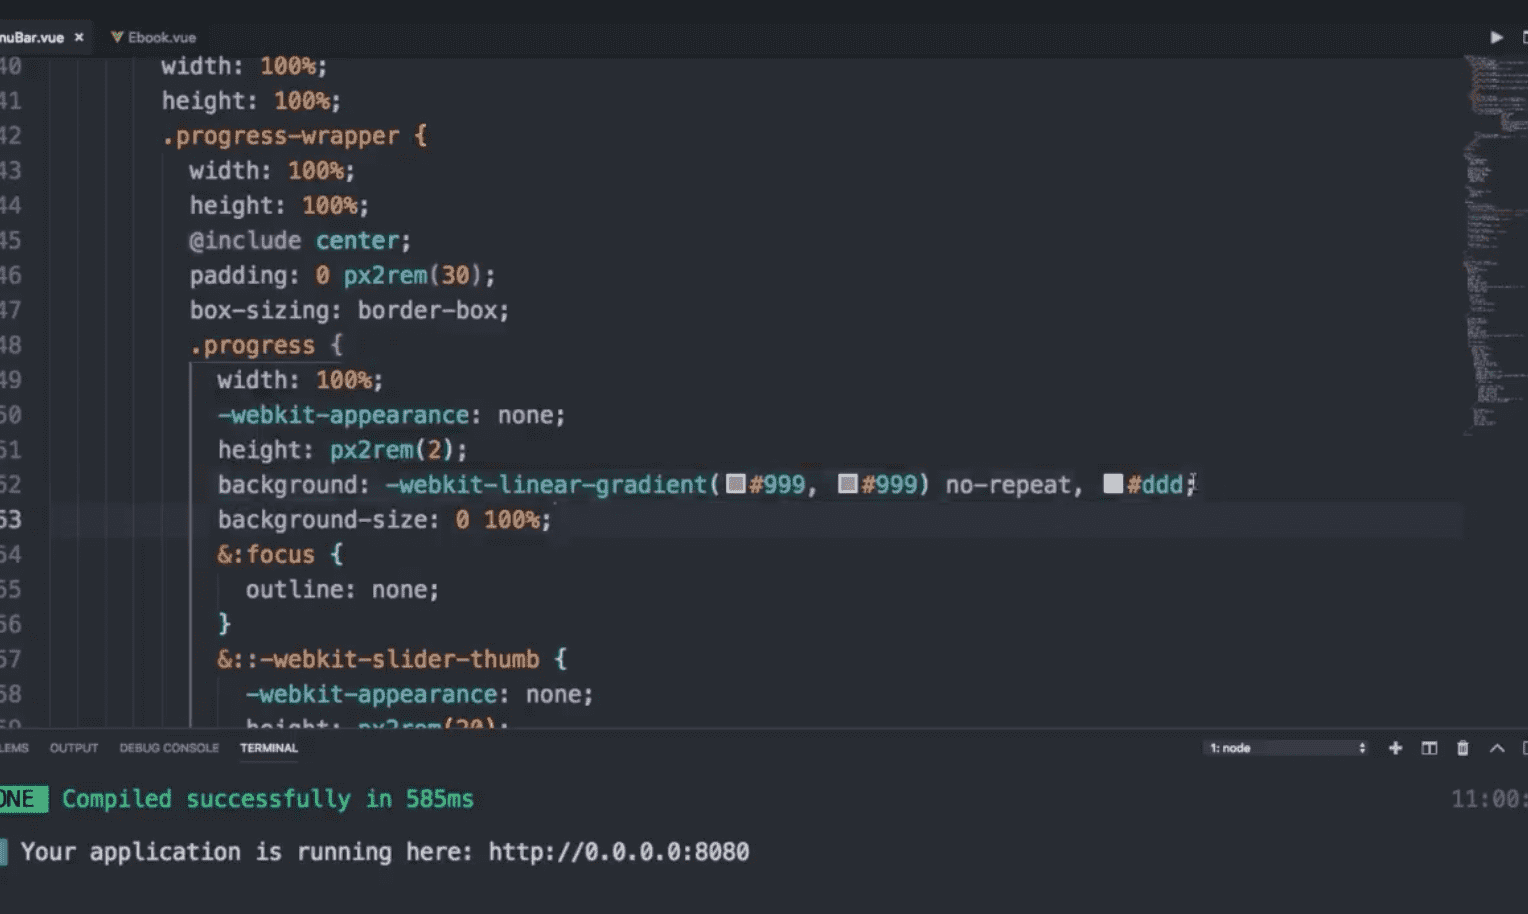 nuBar.vue × Ebook.vue
40 width: 100%;
41 height: 100%;
42 .progress-wrapper {
43 width: 100%;
44 height: 100%;
45 @include center;
46 padding: 0 px2rem(30);
47 box-sizing: border-box;
48 .progress {
49 width: 100%;
50 -webkit-appearance: none;
51 height: px2rem(2);
52 background: -webkit-linear-gradient(#999, #999) no-repeat, #ddd;
53 background-size: 0 100%;
54 &:focus {
55 outline: none;
56 }
57 &::-webkit-slider-thumb {
58 -webkit-appearance: none;
59 height: px2rem(20);
LEMS OUTPUT DEBUG CONSOLE TERMINAL 1: node
ONE Compiled successfully in 585ms 11:00:
Your application is running here: http://0.0.0.0:8080